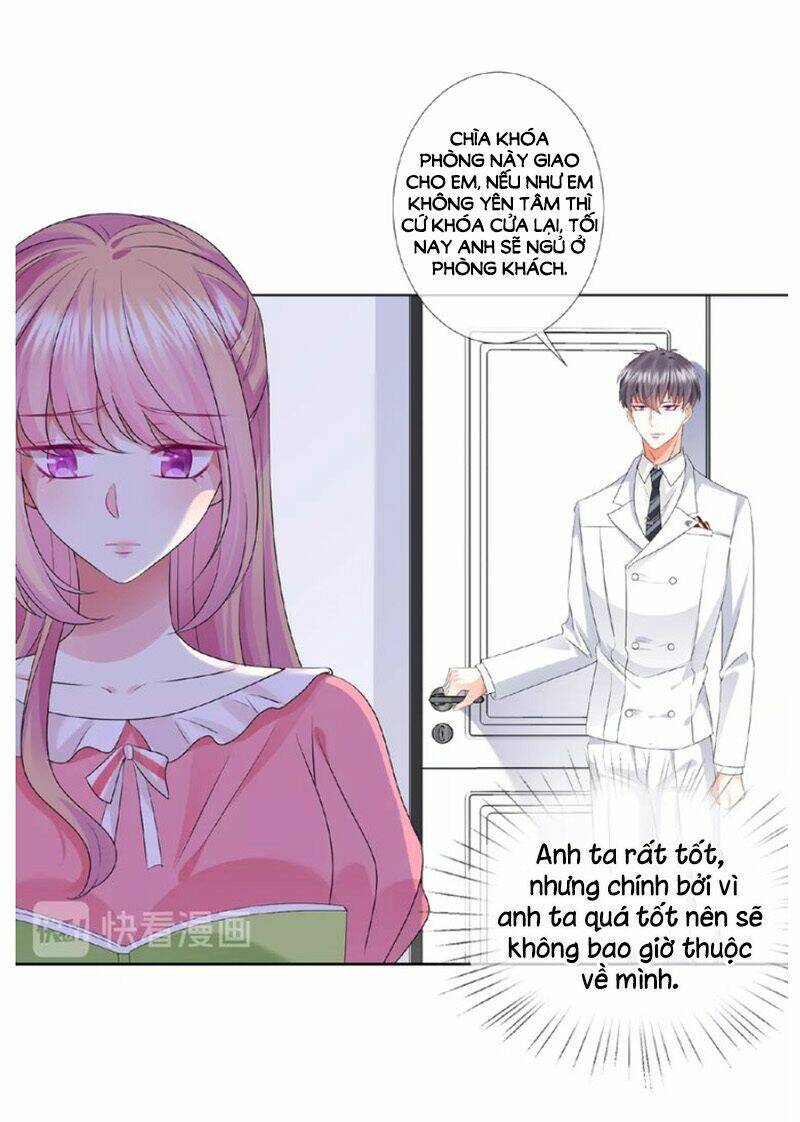 CHÌA KHÓA
PHÒNG NÀY GIAO
CHO EM, NẾU NHƯ EM
KHÔNG YÊN TÂM THÌ
CỨ KHÓA CỬA LẠI, TỐI
NAY ANH SẼ NGỦ Ở
PHÒNG KHÁCH.
Anh ta rất tốt,
nhưng chính bởi vì
anh ta quá tốt nên sẽ
không bao giờ thuộc
về mình.
快看漫画